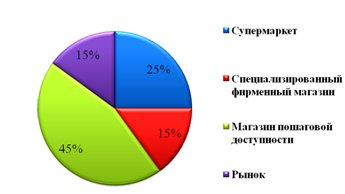 15%
25%
15%
45%
Супермаркет
Специализированный
фирменный магазин
Магазин пошаговой
доступности
Рынок